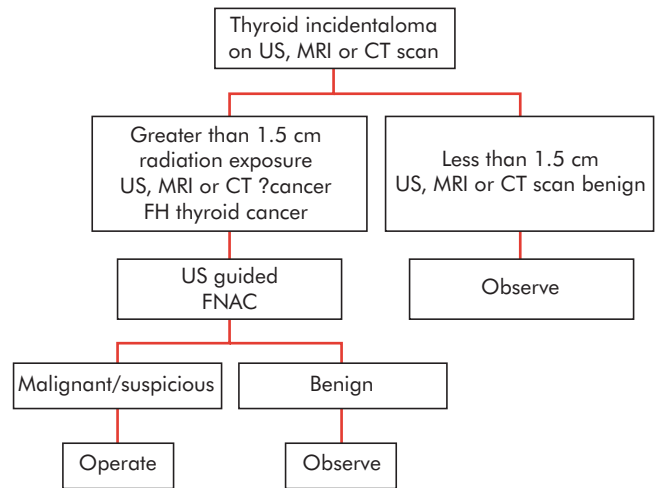 Thyroid incidentaloma
on US, MRI or CT scan
Greater than 1.5 cm
radiation exposure
US, MRI or CT ?cancer
FH thyroid cancer
Less than 1.5 cm
US, MRI or CT scan benign
US guided
FNAC
Observe
Malignant/suspicious
Benign
Operate
Observe